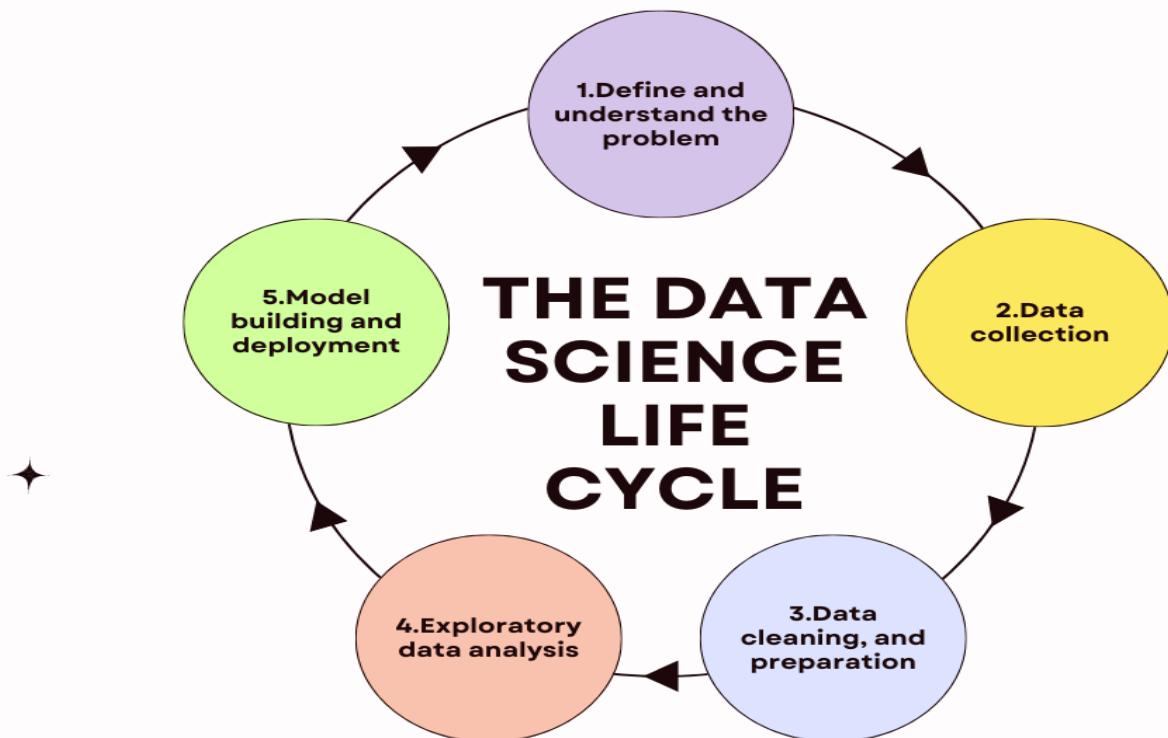 1.Define and
understand the
problem
2.Data
collection
3.Data
cleaning, and
preparation
4.Exploratory
data analysis
5.Model
building and
deployment
THE DATA
SCIENCE
LIFE
CYCLE